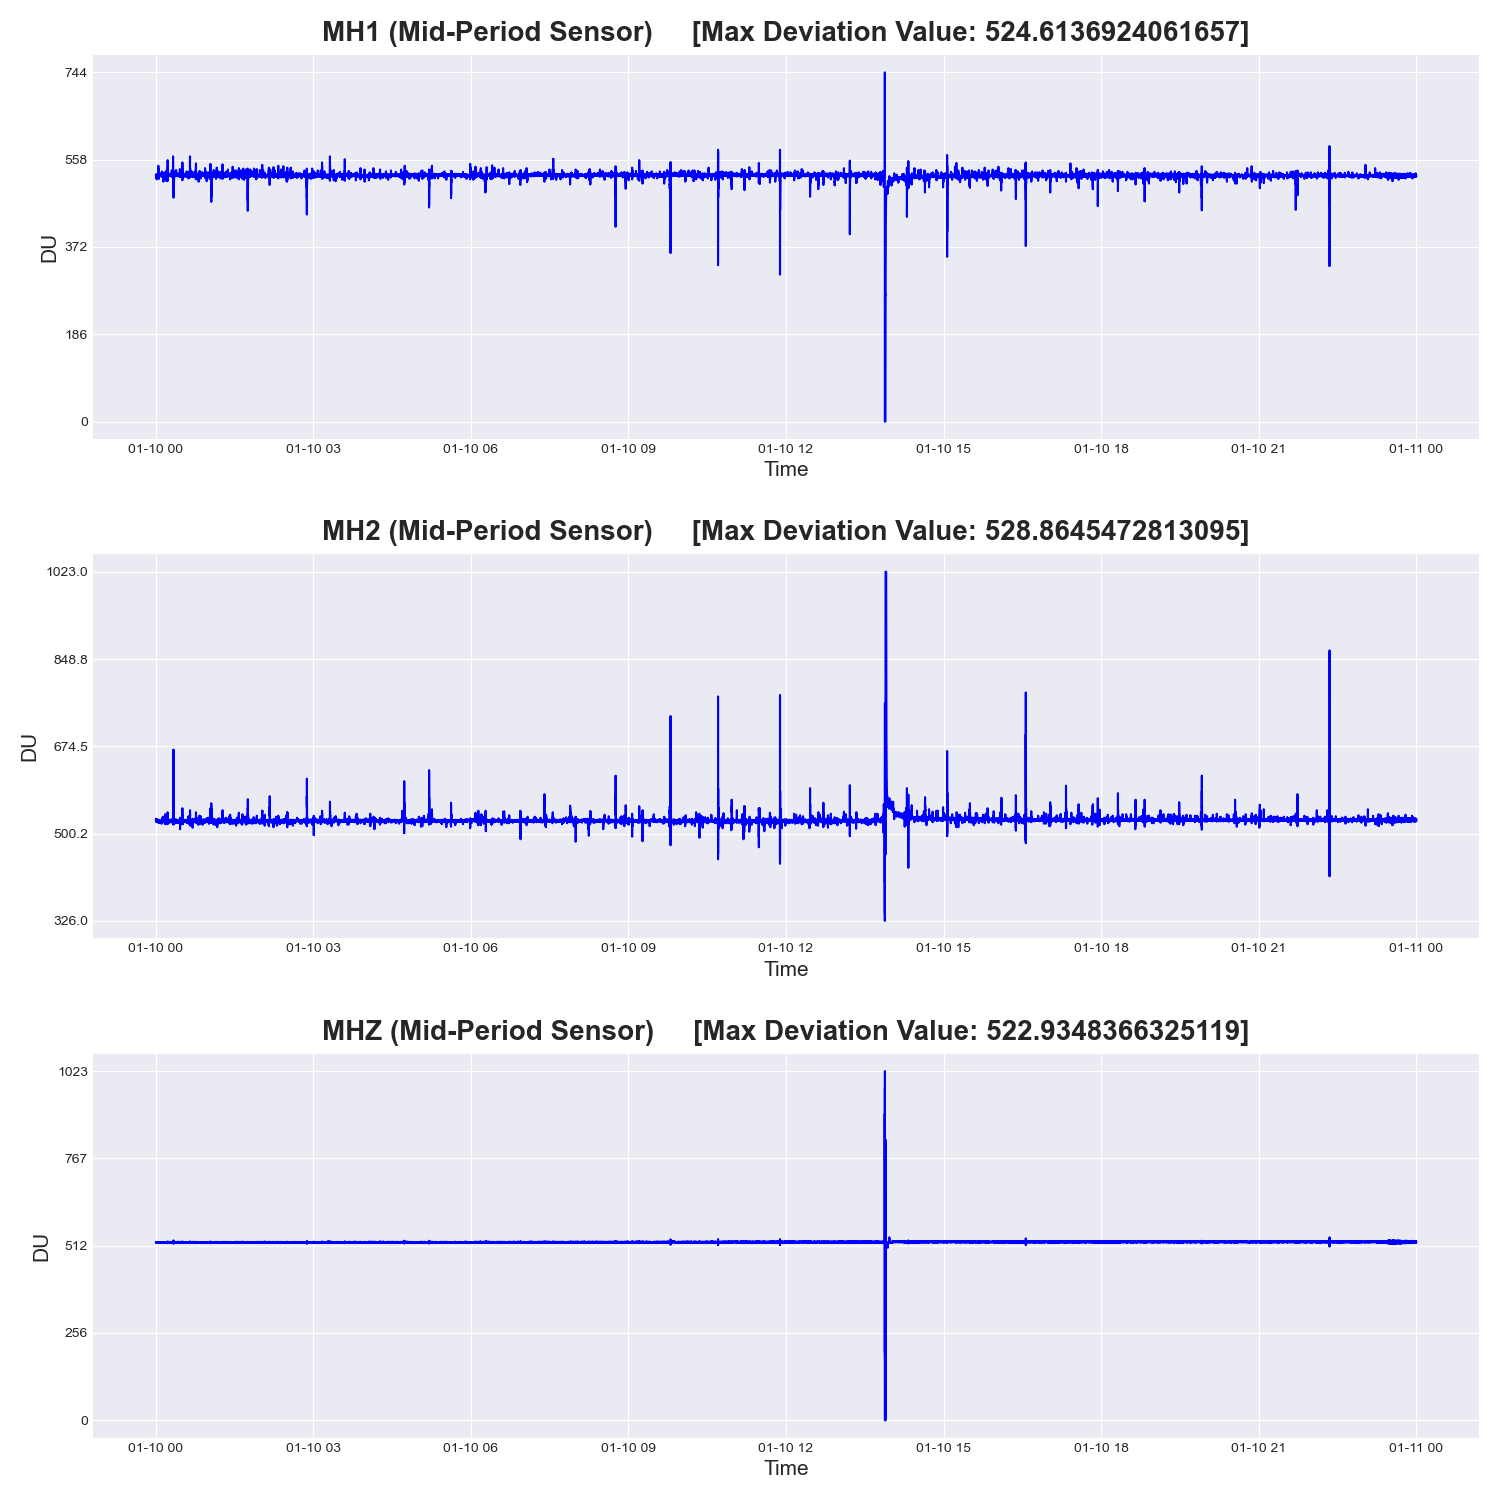 MH1 (Mid-Period Sensor) [Max Deviation Value: 524.6136924061657]
744
558
372
186
0
DU
01-10 00 01-10 03 01-10 06 01-10 09 01-10 12 01-10 15 01-10 18 01-10 21 01-11 00
Time
MH2 (Mid-Period Sensor) [Max Deviation Value: 528.8645472813095]
1023.0
848.8
674.5
500.2
326.0
DU
01-10 00 01-10 03 01-10 06 01-10 09 01-10 12 01-10 15 01-10 18 01-10 21 01-11 00
Time
MHZ (Mid-Period Sensor) [Max Deviation Value: 522.9348366325119]
1023
767
512
256
0
DU
01-10 00 01-10 03 01-10 06 01-10 09 01-10 12 01-10 15 01-10 18 01-10 21 01-11 00
Time